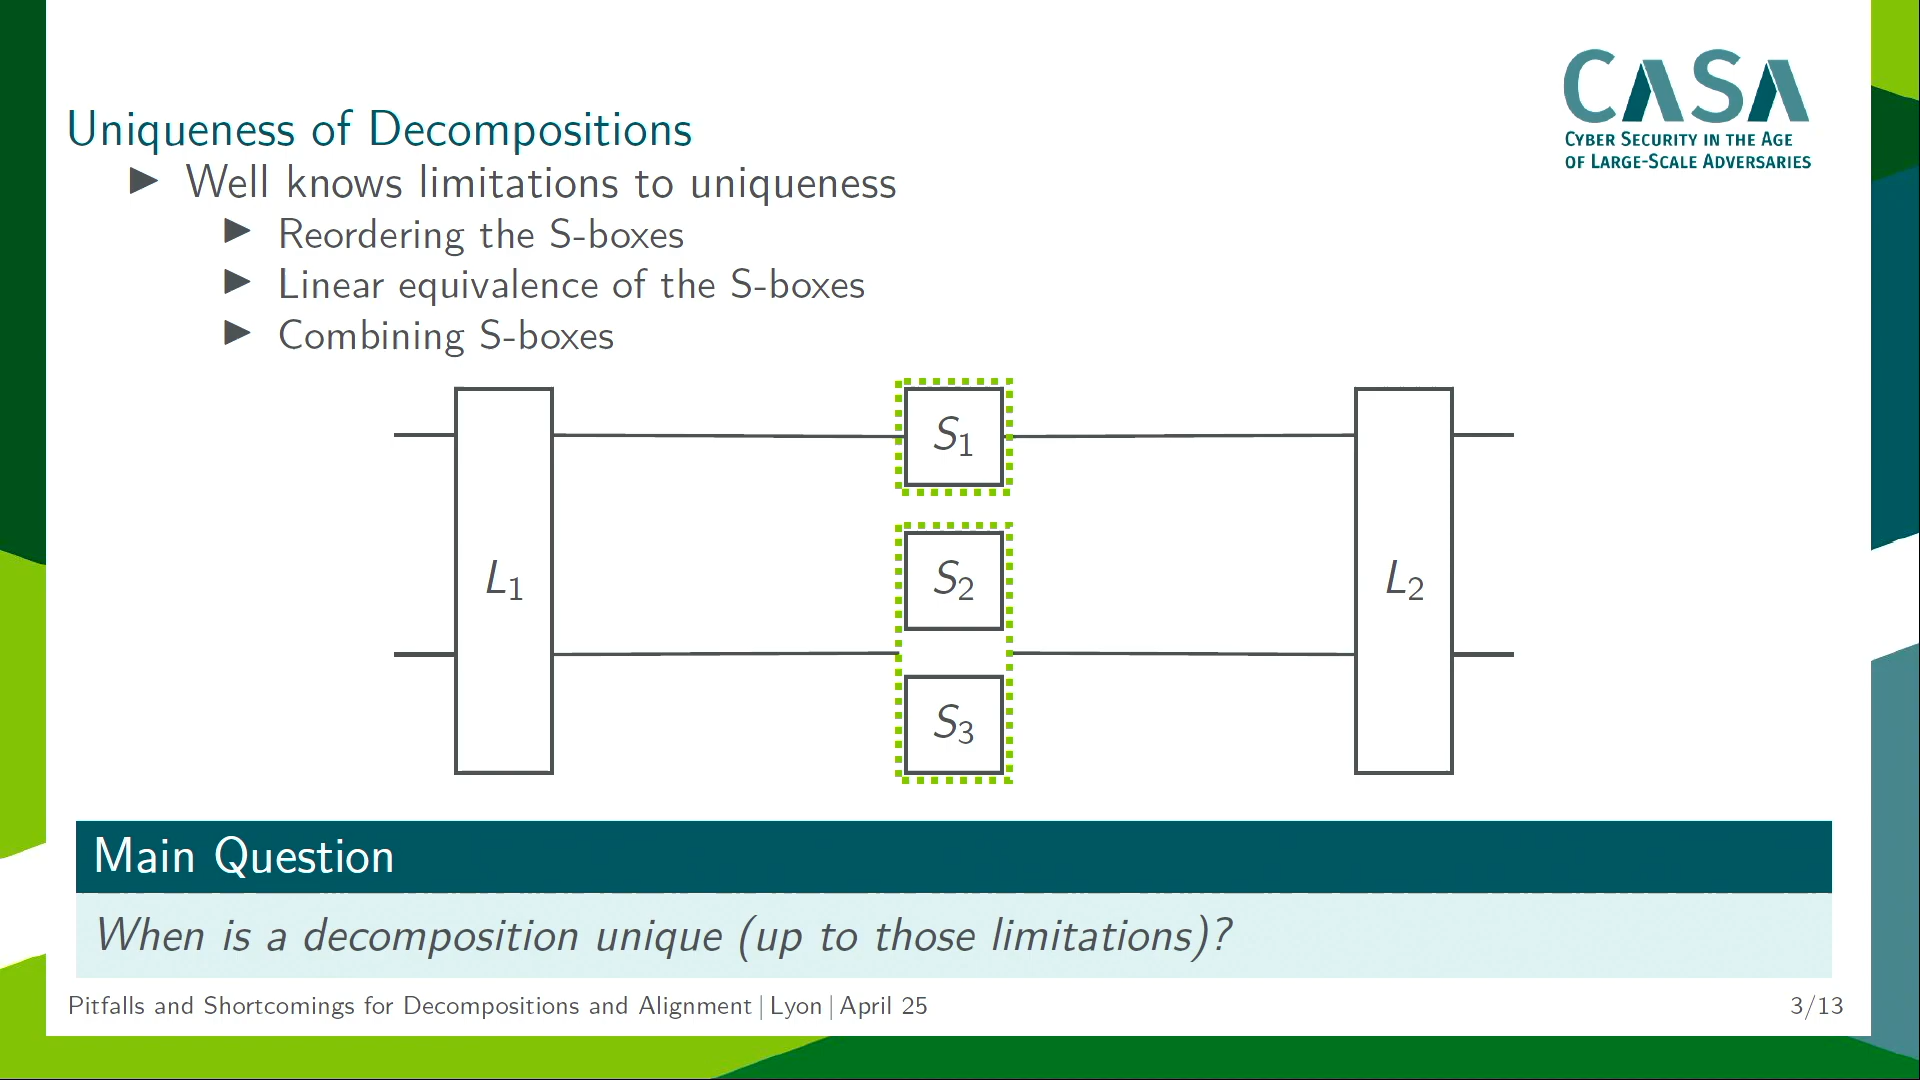 CASA
CYBER SECURITY IN THE AGE
OF LARGE-SCALE ADVERSARIES
Uniqueness of Decompositions
▶ Well knows limitations to uniqueness
▶ Reordering the S-boxes
▶ Linear equivalence of the S-boxes
▶ Combining S-boxes
S₁
L₁
S₂
L₂
S₃
Main Question
When is a decomposition unique (up to those limitations)?
Pitfalls and Shortcomings for Decompositions and Alignment | Lyon | April 25
3/13